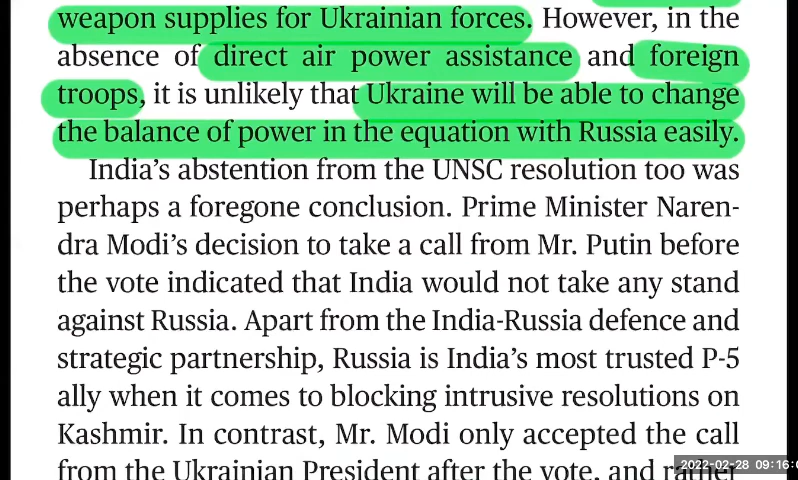 weapon supplies for Ukrainian forces. However, in the
absence of direct air power assistance and foreign
troops, it is unlikely that Ukraine will be able to change
the balance of power in the equation with Russia easily.
India's abstention from the UNSC resolution too was
perhaps a foregone conclusion. Prime Minister Naren-
dra Modi's decision to take a call from Mr. Putin before
the vote indicated that India would not take any stand
against Russia. Apart from the India-Russia defence and
strategic partnership, Russia is India's most trusted P-5
ally when it comes to blocking intrusive resolutions on
Kashmir. In contrast, Mr. Modi only accepted the call
from the Ukrainian President after the vote, and rather
2022-02-28 09:16:0